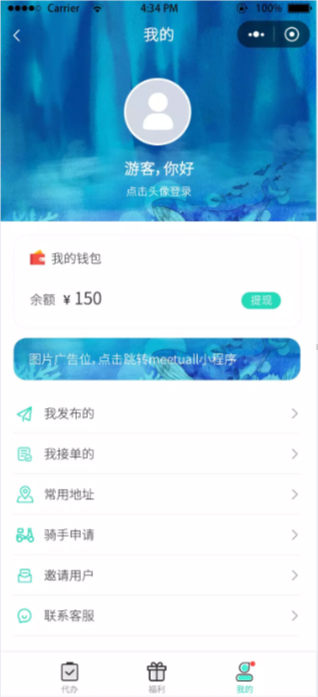 Carrier 4:34 PM 100%
我的
游客，你好
点击头像登录
我的钱包
余额 ¥ 150 提现
图片广告位，点击跳转meetuall小程序
我发布的
我接单的
常用地址
骑手申请
邀请用户
联系客服
代办 福利 我的